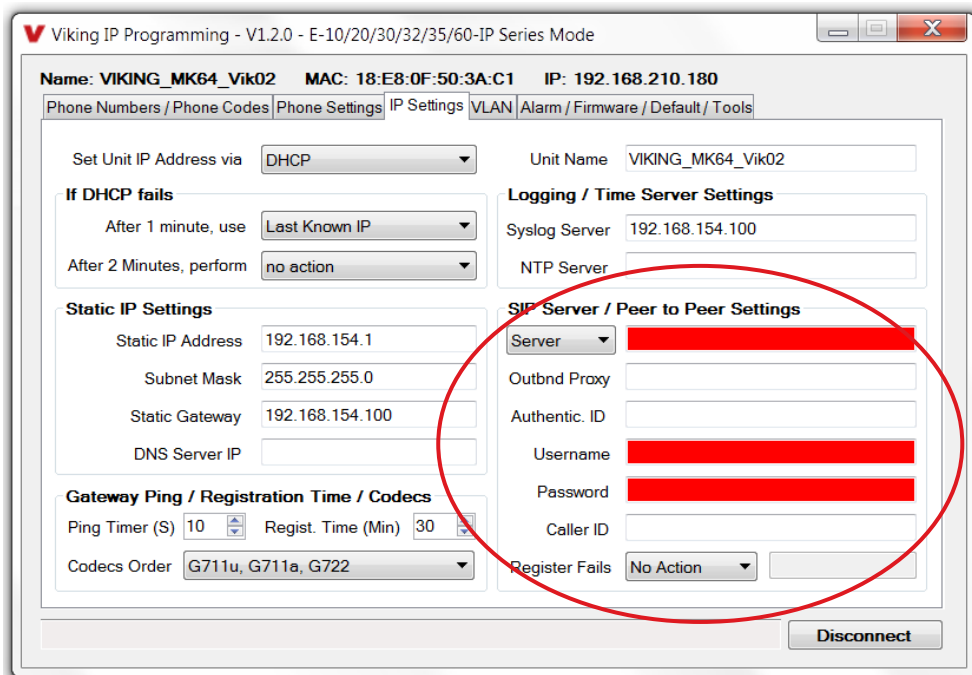 Viking IP Programming - V1.2.0 - E-10/20/30/32/35/60-IP Series Mode
Name: VIKING_MK64_Vik02 MAC: 18:E8:0F:50:3A:C1 IP: 192.168.210.180
Phone Numbers / Phone Codes Phone Settings IP Settings VLAN Alarm / Firmware / Default / Tools
Set Unit IP Address via DHCP
If DHCP fails
After 1 minute, use Last Known IP
After 2 Minutes, perform no action
Static IP Settings
Static IP Address 192.168.154.1
Subnet Mask 255.255.255.0
Static Gateway 192.168.154.100
DNS Server IP
Gateway Ping / Registration Time / Codecs
Ping Timer (S) 10 Regist. Time (Min) 30
Codecs Order G711u, G711a, G722
Unit Name VIKING_MK64_Vik02
Logging / Time Server Settings
Syslog Server 192.168.154.100
NTP Server
SIP Server / Peer to Peer Settings
Server
Outbnd Proxy
Authentic. ID
Username
Password
Caller ID
Register Fails No Action
Disconnect